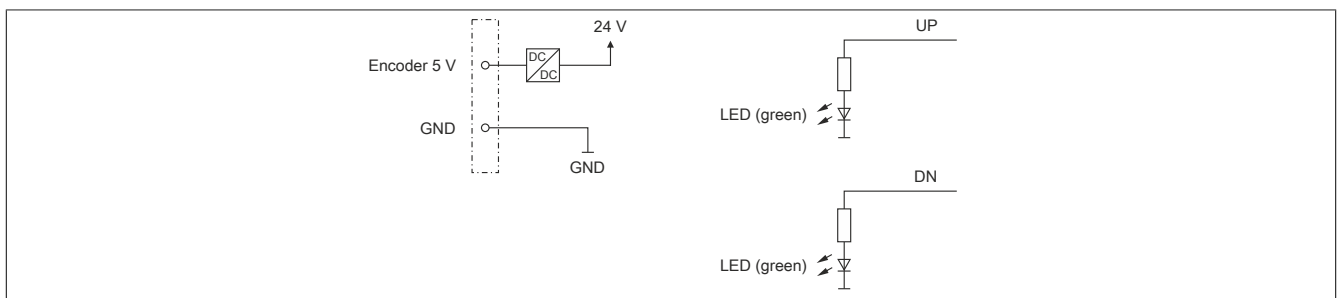 24 V
UP
DC
DC
Encoder 5 V
LED (green)
GND
GND
DN
LED (green)